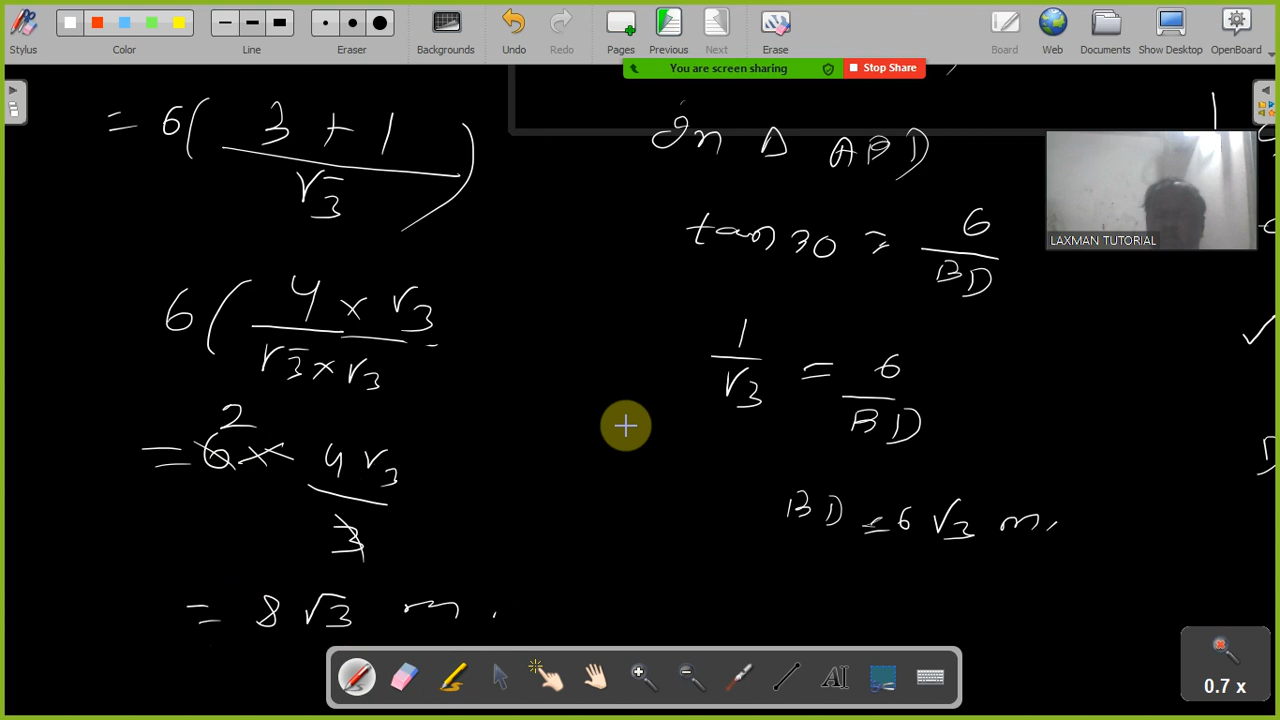 Stylus
Color
Line
Eraser
Backgrounds
Undo
Redo
Pages
Previous
Next
Erase
Board
Web
Documents
Show Desktop
OpenBoard
You are screen sharing
Stop Share
= 6( 3 + 1 / √3 )
6( 4 × √3 / √3 × √3
2
= 6 × 4√3 / 3
= 8√3 m.
In Δ ABD
tan 30 = 6 / BD
1 / √3 = 6 / BD
BD = 6√3 m.
LAXMAN TUTORIAL
AI
0.7 x